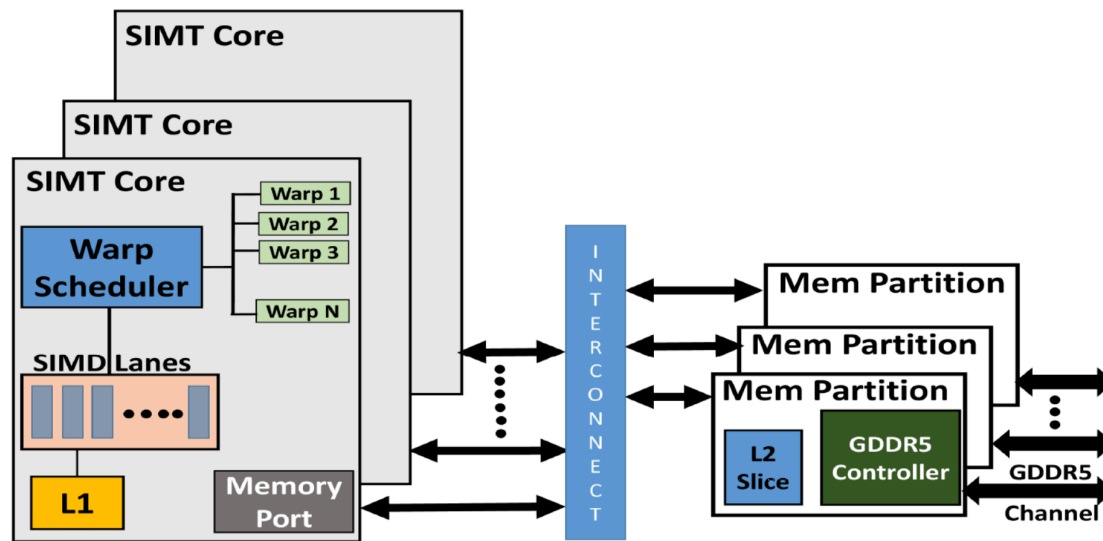 SIMT Core
SIMT Core
SIMT Core
Warp
Scheduler
Warp 1
Warp 2
Warp 3
Warp N
SIMD Lanes
L1
Memory
Port
INTERCONNECT
Mem Partition
Mem Partition
Mem Partition
L2
Slice
GDDR5
Controller
GDDR5
Channel